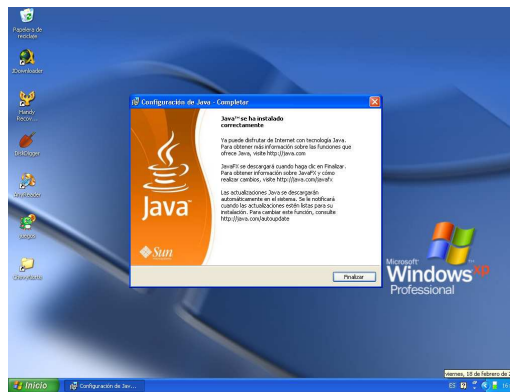 Papelera de
reciclaje
JDownloader
Handy
Recov...
DiskDigger
Juegos
Configuración de Java - Completar
Java™ se ha instalado
correctamente
Ya puede disfrutar de Internet con tecnología Java.
Para obtener más información sobre las funciones que
ofrece Java, visite http://java.com
JavaFX se descargará cuando haga clic en Finalizar.
Para obtener información sobre JavaFX y cómo
realizar cambios, visite http://java.com/javafx
Las actualizaciones Java se descargarán
automáticamente en el sistema. Se le notificará
cuando las actualizaciones estén listas para su
instalación. Para cambiar este función, consulte
http://java.com/autoupdate
Java
Sun
Finalizar
Microsoft
Windows xp
Professional
viernes, 18 de febrero de 2
Inicio
Configuración de Jav...
ES
16